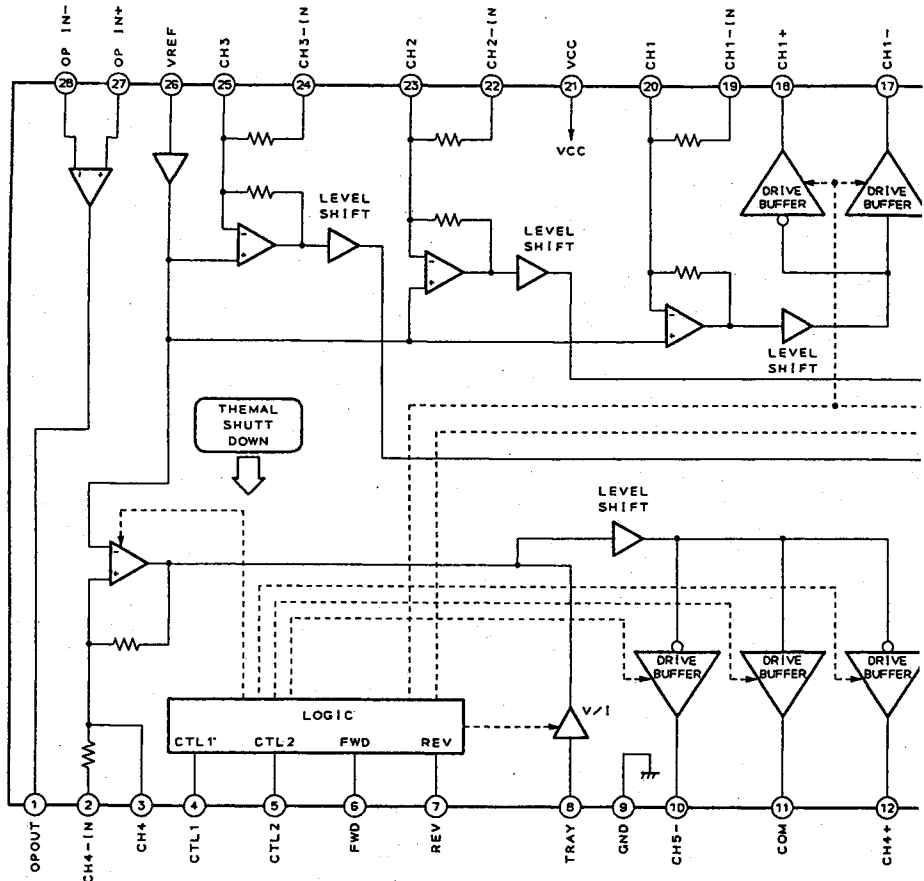 OP IN-
OP IN+
VREF
CH3
CH3-IN
CH2
CH2-IN
VCC
CH1
CH1-IN
CH1+
CH1-
28
27
26
25
24
23
22
21
20
19
18
17
VCC
DRIVE
BUFFER
DRIVE
BUFFER
LEVEL
SHIFT
LEVEL
SHIFT
LEVEL
SHIFT
- +
-
+
-
+
-
+
THEMAL
SHUTT
DOWN
LEVEL
SHIFT
-
+
DRIVE
BUFFER
DRIVE
BUFFER
DRIVE
BUFFER
LOGIC
V/I
CTL1
CTL2
FWD
REV
1
2
3
4
5
6
7
8
9
10
11
12
OPOUT
CH4-IN
CH4
CTL1
CTL2
FWD
REV
TRAY
GND
CH5-
COM
CH4+